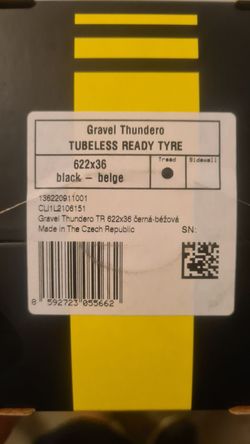 Gravel Thundero
TUBELESS READY TYRE
622x36
black – beige
Tread
Sidewall
136220911001
CLI1L2106151
Gravel Thundero TR 622x36 černá-béžová
Made in The Czech Republic
SN:
8 592723 055662